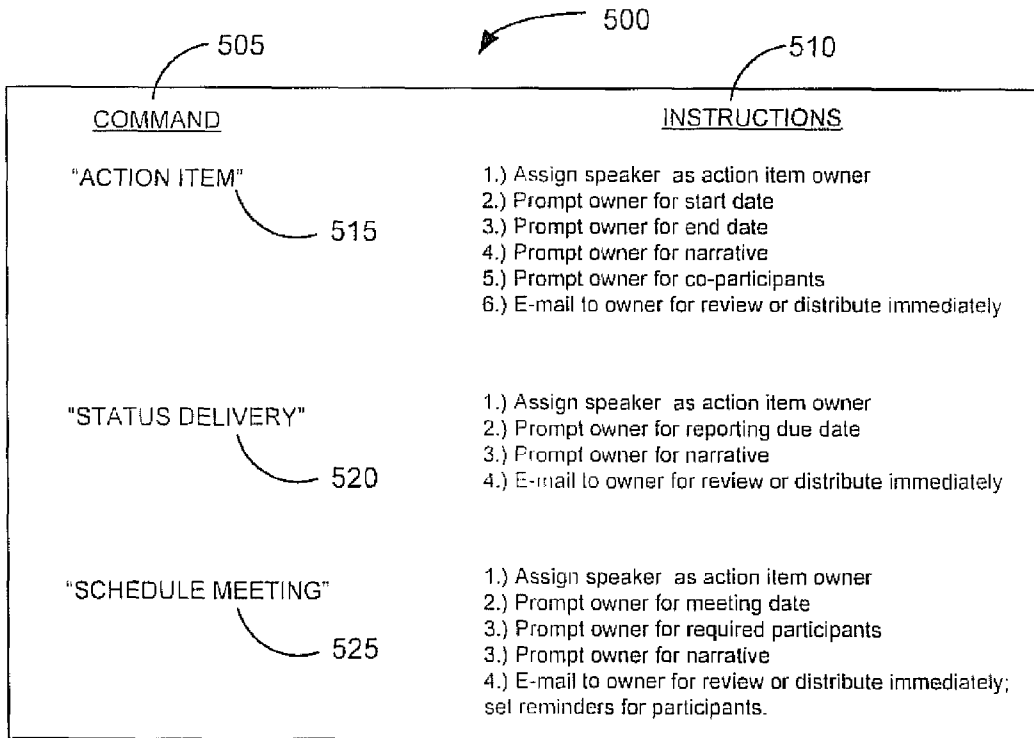 500
505
510
COMMAND
INSTRUCTIONS
"ACTION ITEM"
515
1.) Assign speaker as action item owner
2.) Prompt owner for start date
3.) Prompt owner for end date
4.) Prompt owner for narrative
5.) Prompt owner for co-participants
6.) E-mail to owner for review or distribute immediately
"STATUS DELIVERY"
520
1.) Assign speaker as action item owner
2.) Prompt owner for reporting due date
3.) Prompt owner for narrative
4.) E-mail to owner for review or distribute immediately
"SCHEDULE MEETING"
525
1.) Assign speaker as action item owner
2.) Prompt owner for meeting date
3.) Prompt owner for required participants
3.) Prompt owner for narrative
4.) E-mail to owner for review or distribute immediately;
set reminders for participants.